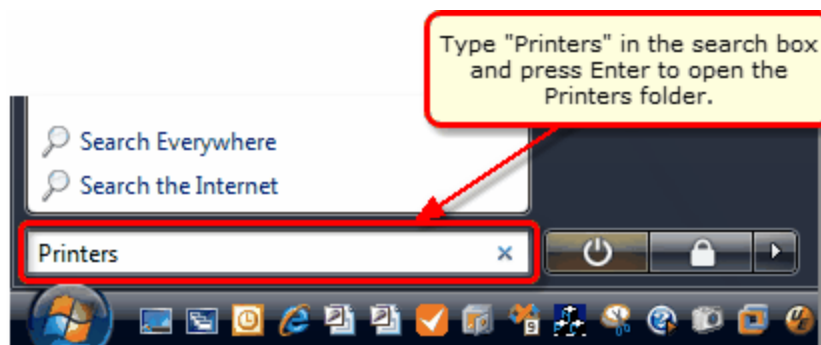 Type "Printers" in the search box
and press Enter to open the
Printers folder.
Search Everywhere
Search the Internet
Printers
9